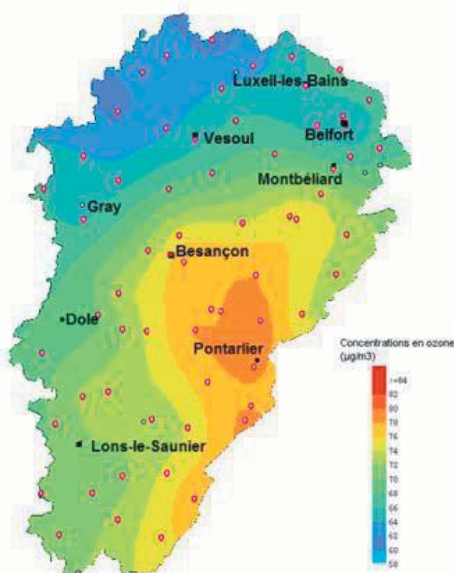 Luxeil-les-Bains
Vesoul
Belfort
Montbéliard
Gray
Besançon
Dole
Pontarlier
Lons-le-Saunier
Concentrations en ozone
(µg/m3)
>=84
82
80
78
76
74
72
70
68
66
64
62
60
58